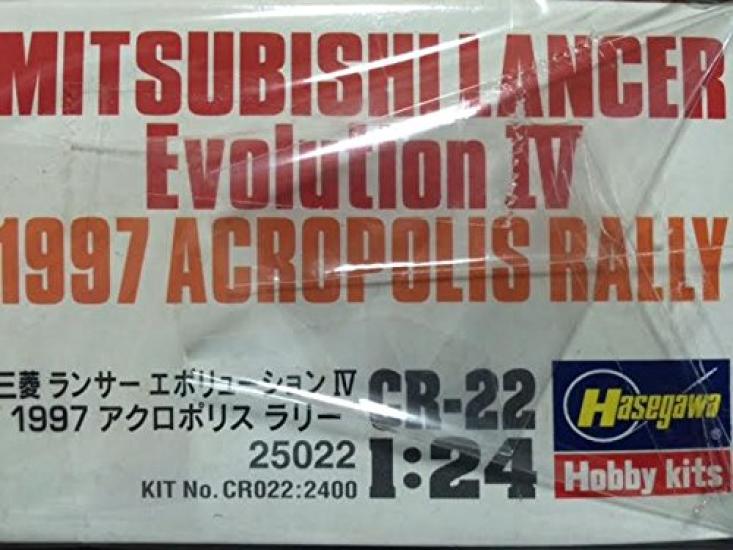 MITSUBISHI LANCER
Evolution IV
1997 ACROPOLIS RALLY
三菱 ランサー エボリューション IV
1997 アクロポリス ラリー
CR-22
25022
1:24
KIT No. CR022:2400
Hasegawa
Hobby kits